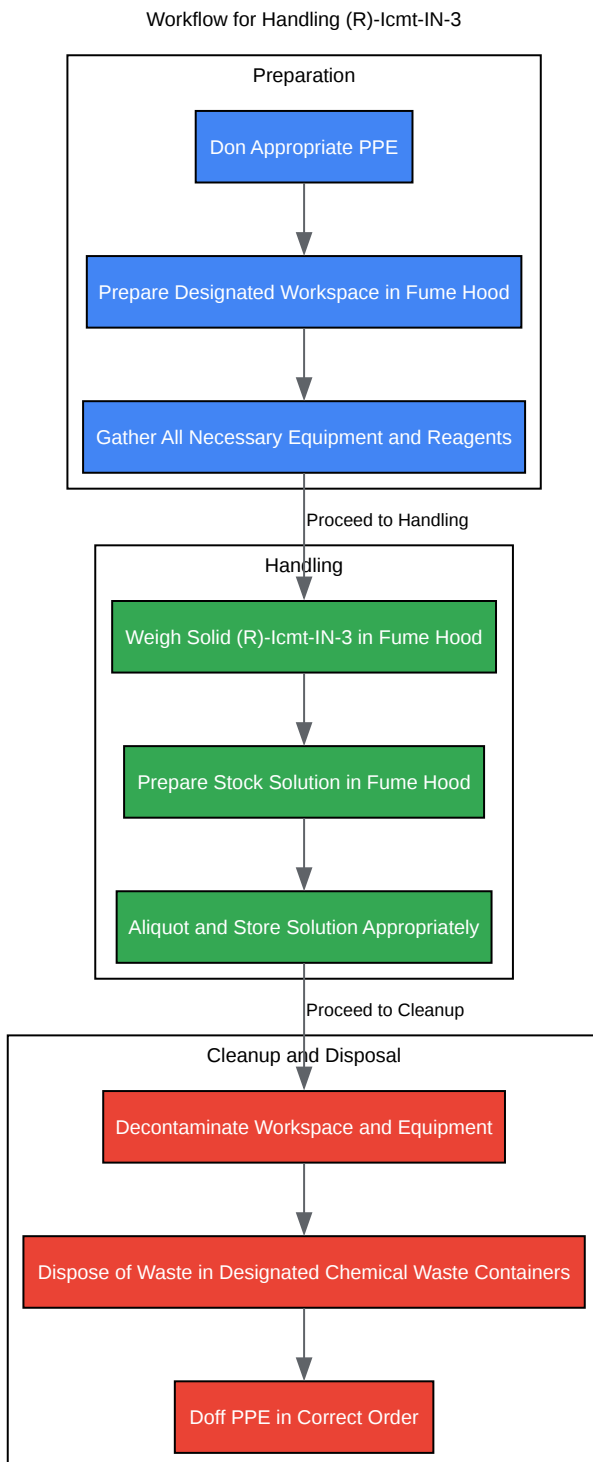 Workflow for Handling (R)-Icmt-IN-3
Preparation
Don Appropriate PPE
Prepare Designated Workspace in Fume Hood
Gather All Necessary Equipment and Reagents
Proceed to Handling
Handling
Weigh Solid (R)-Icmt-IN-3 in Fume Hood
Prepare Stock Solution in Fume Hood
Aliquot and Store Solution Appropriately
Proceed to Cleanup
Cleanup and Disposal
Decontaminate Workspace and Equipment
Dispose of Waste in Designated Chemical Waste Containers
Doff PPE in Correct Order